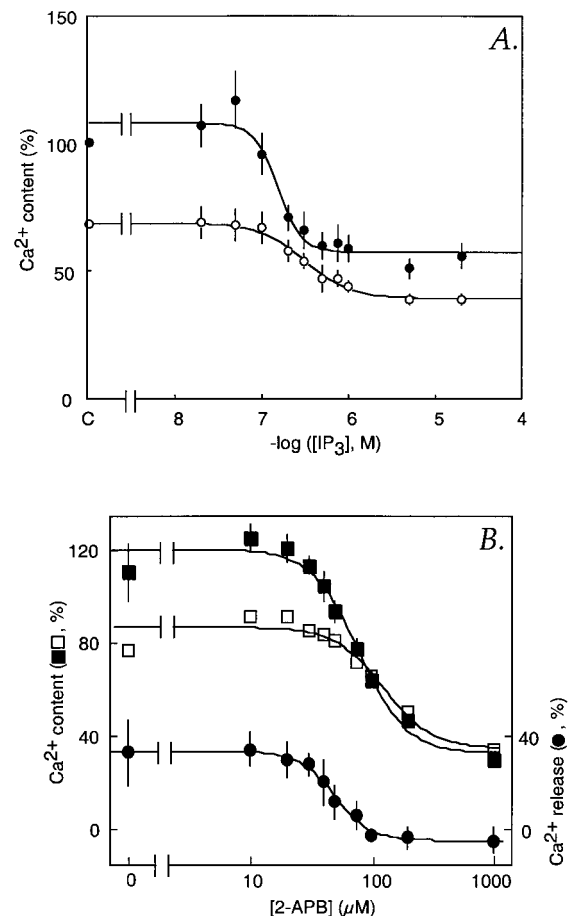 A.
150
100
50
0
Ca2+ content (%)
C 8 7 6 5 4
-log ([IP3], M)
B.
120
80
40
0
Ca2+ content (■□, %)
40
0
Ca2+ release (●, %)
0 10 100 1000
[2-APB] (µM)